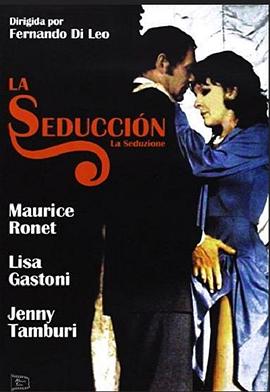 Dirigida por
Fernando Di Leo
LA
SEDUCCIÓN
La Seduzione
Maurice
Ronet
Lisa
Gastoni
Jenny
Tamburi